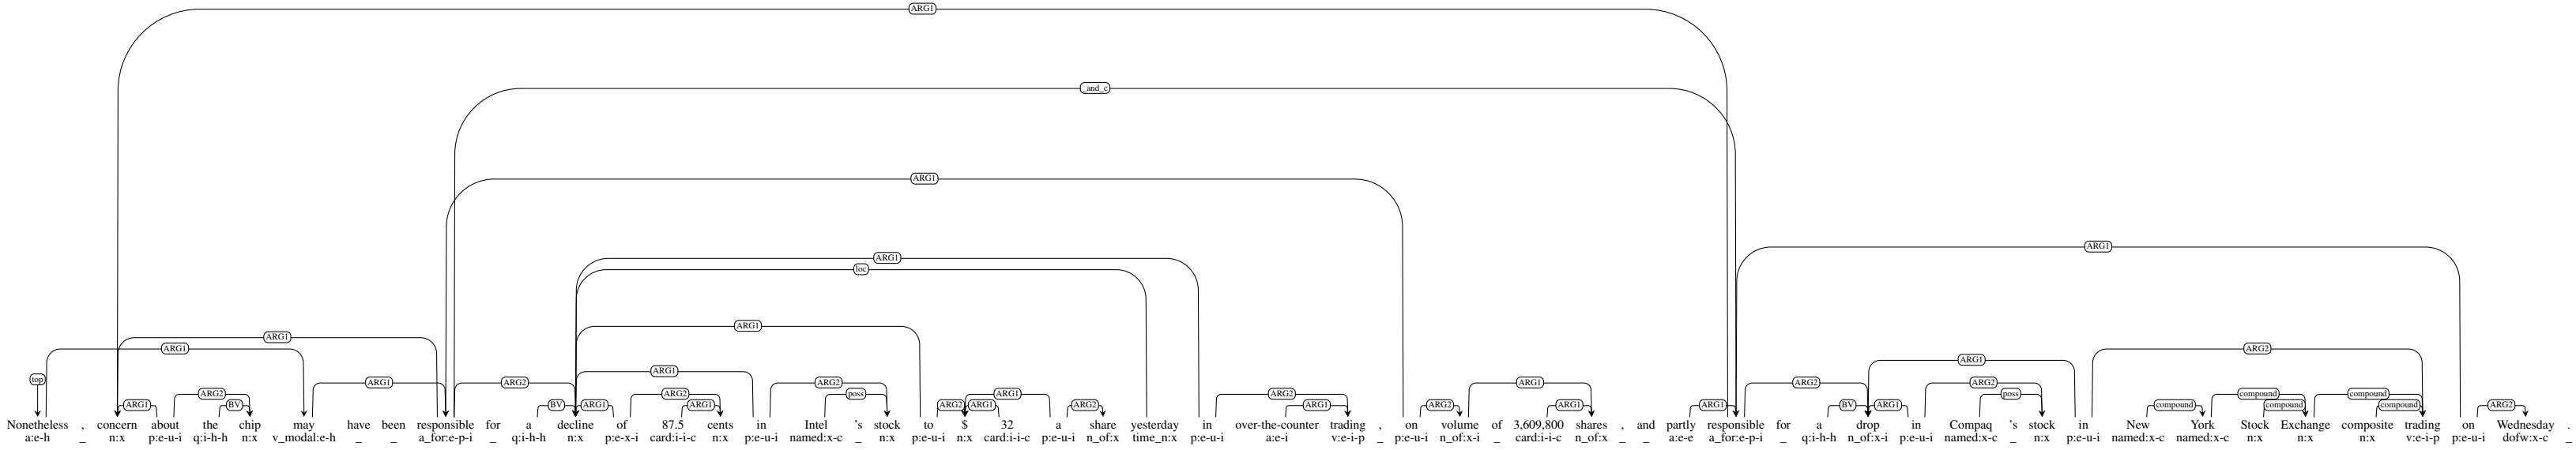 ARG1
_and_c
ARG1
ARG1
ARG1
loc
ARG1
ARG1
ARG1 ARG2
ARG1 ARG1
top ARG1 ARG2 ARG2 ARG2
ARG2 ARG2 poss ARG1 ARG2 poss compound compound
ARG1 BV BV ARG1 ARG1 ARG2 ARG1 ARG2 ARG1 ARG2 ARG1 ARG1 BV ARG1 compound compound compound ARG2
Nonetheless , concern about the chip may have been responsible for a decline of 87.5 cents in Intel 's stock to $ 32 a share yesterday in over-the-counter trading , on volume of 3,609,800 shares , and partly responsible for a drop in Compaq 's stock in New York Stock Exchange composite trading on Wednesday .
a:e-h _ n:x p:e-u-i q:i-h-h n:x v_modal:e-h _ _ a_for:e-p-i _ q:i-h-h n:x p:e-x-i card:i-i-c n:x p:e-u-i named:x-c _ n:x p:e-u-i n:x card:i-i-c p:e-u-i n_of:x time_n:x p:e-u-i a:e-i v:e-i-p _ p:e-u-i n_of:x-i _ card:i-i-c n_of:x _ _ a:e-e a_for:e-p-i _ q:i-h-h n_of:x-i p:e-u-i named:x-c _ n:x p:e-u-i named:x-c named:x-c n:x n:x n:x v:e-i-p p:e-u-i dofw:x-c _